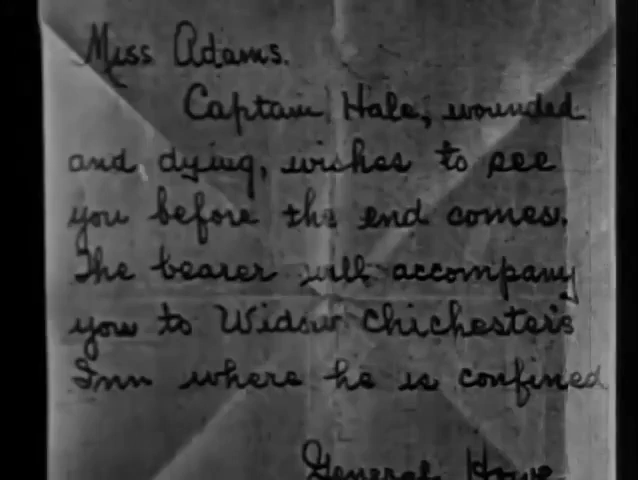 Miss Adams.
Captain Hale, wounded
and dying, wishes to see
you before the end comes.
The bearer will accompany
you to Widow Chichester's
Inn where he is confined
General Howe